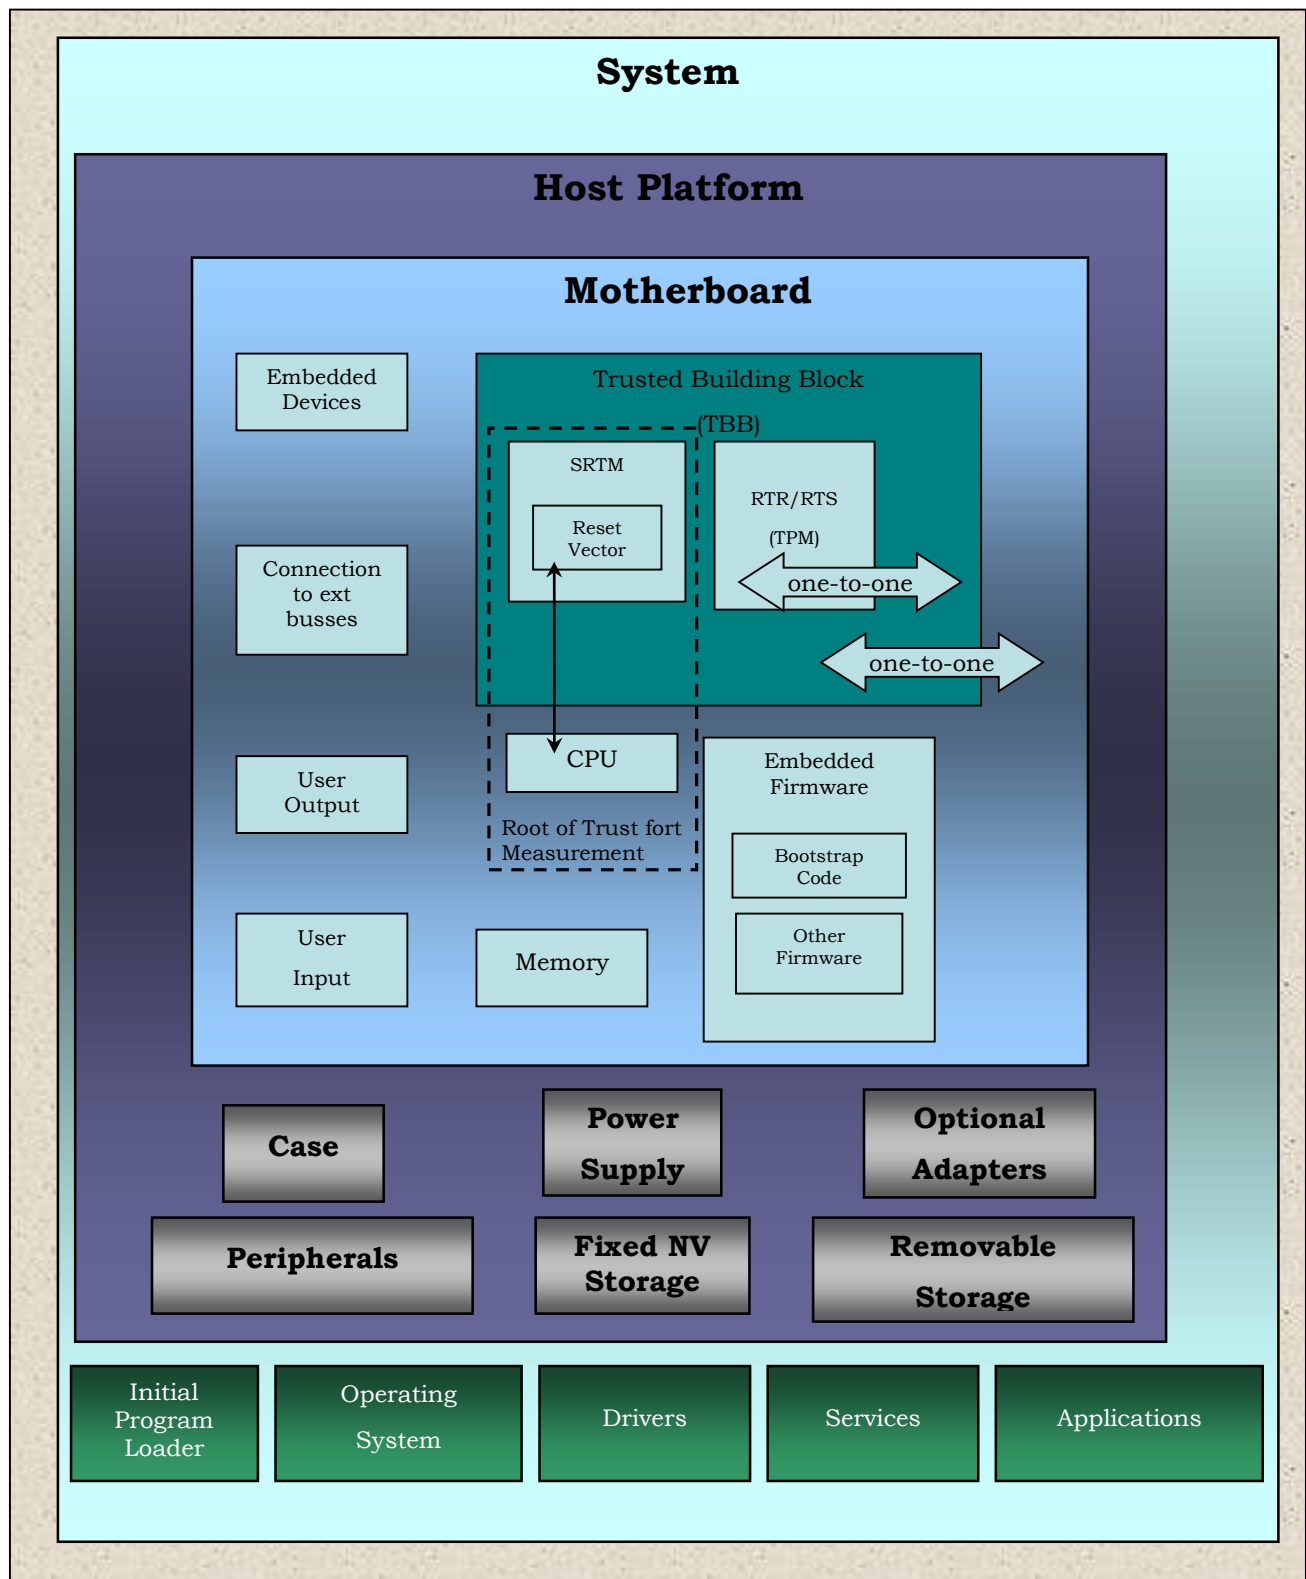 System
Host Platform
Motherboard
Embedded
Devices
Trusted Building Block
(TBB)
SRTM
Reset
Vector
RTR/RTS
(TPM)
one-to-one
Connection
to ext
busses
one-to-one
User
Output
CPU
Root of Trust fort
Measurement
Embedded
Firmware
Bootstrap
Code
Other
Firmware
User
Input
Memory
Case
Power
Supply
Optional
Adapters
Peripherals
Fixed NV
Storage
Removable
Storage
Initial
Program
Loader
Operating
System
Drivers
Services
Applications